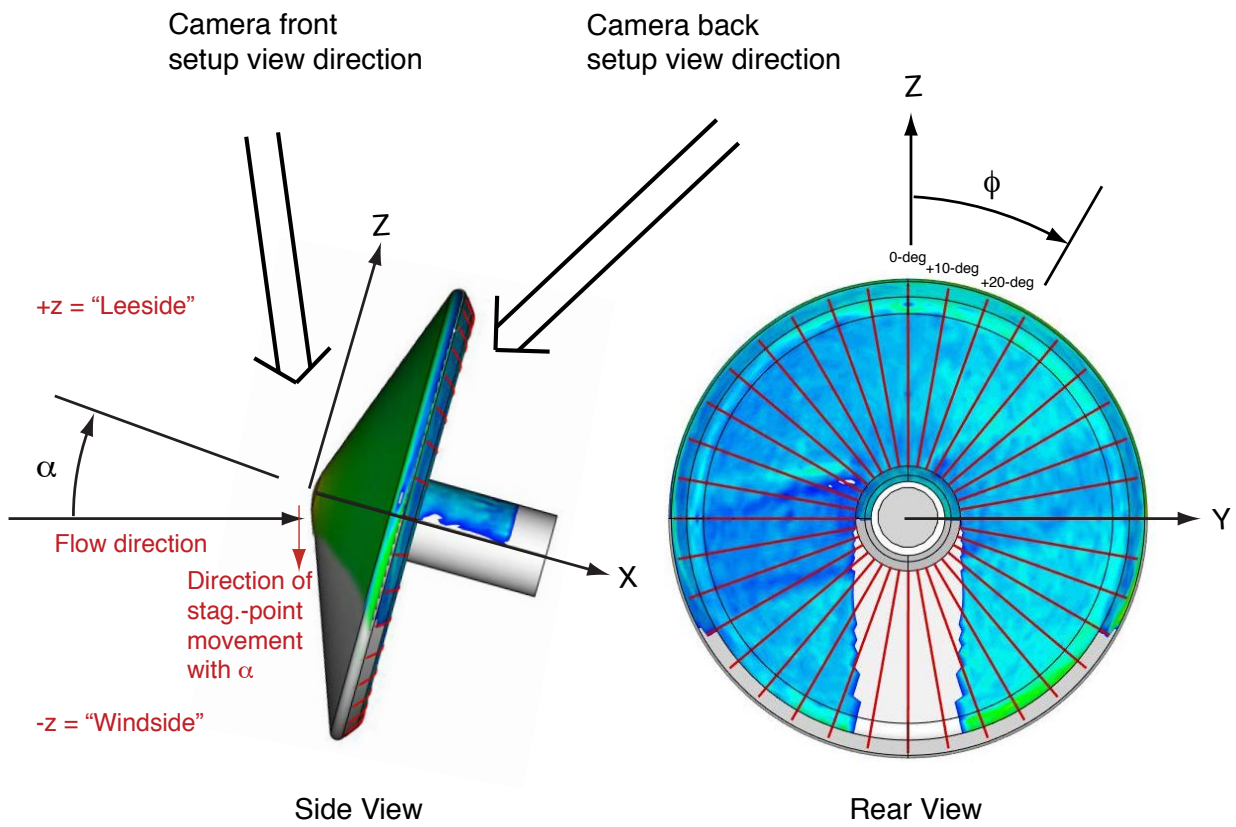 Camera front
setup view direction
Camera back
setup view direction
Z
ϕ
Z
0-deg
+10-deg
+20-deg
+z = “Leeside”
α
Flow direction
Direction of
stag.-point
movement
with α
X
Y
-z = “Windside”
Side View
Rear View